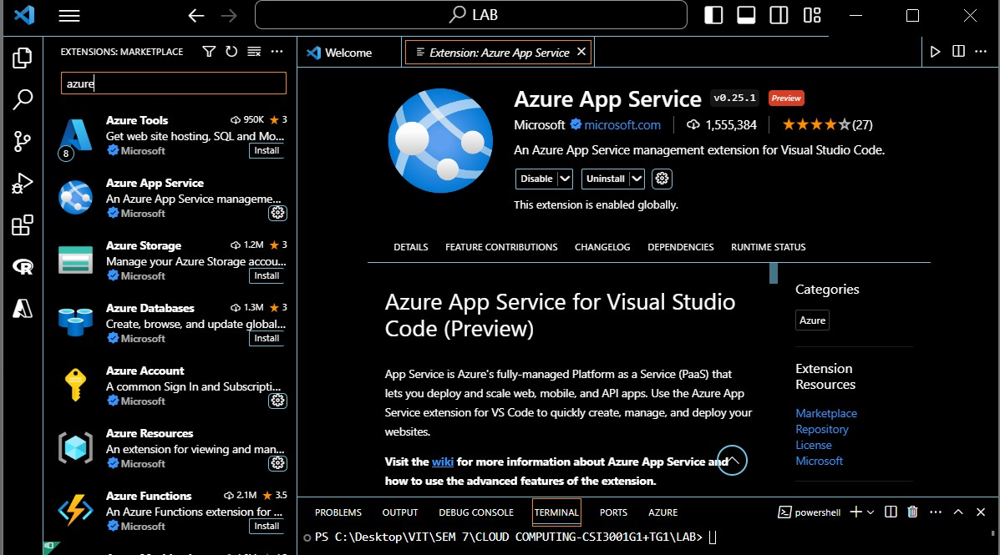 LAB
EXTENSIONS: MARKETPLACE
azure
Azure Tools 950K 3
Get web site hosting, SQL and Mo...
Microsoft Install
8
Azure App Service
An Azure App Service manageme...
Microsoft
Azure Storage 1.2M 3
Manage your Azure Storage accou...
Microsoft Install
Azure Databases 1.3M 3
Create, browse, and update global...
Microsoft Install
Azure Account
A common Sign In and Subscripti...
Microsoft
Azure Resources
An extension for viewing and man...
Microsoft
Azure Functions 2.1M 3.5
An Azure Functions extension for ...
Microsoft Install
Welcome
Extension: Azure App Service
Azure App Service v0.25.1 Preview
Microsoft microsoft.com 1,555,384 (27)
An Azure App Service management extension for Visual Studio Code.
Disable Uninstall
This extension is enabled globally.
DETAILS FEATURE CONTRIBUTIONS CHANGELOG DEPENDENCIES RUNTIME STATUS
Azure App Service for Visual Studio
Code (Preview)
App Service is Azure's fully-managed Platform as a Service (PaaS) that
lets you deploy and scale web, mobile, and API apps. Use the Azure App
Service extension for VS Code to quickly create, manage, and deploy your
websites.
Visit the wiki for more information about Azure App Service and
how to use the advanced features of the extension.
Categories
Azure
Extension
Resources
Marketplace
Repository
License
Microsoft
PROBLEMS OUTPUT DEBUG CONSOLE TERMINAL PORTS AZURE powershell
PS C:\Desktop\VIT\SEM 7\CLOUD COMPUTING-CSI3001G1+TG1\LAB>